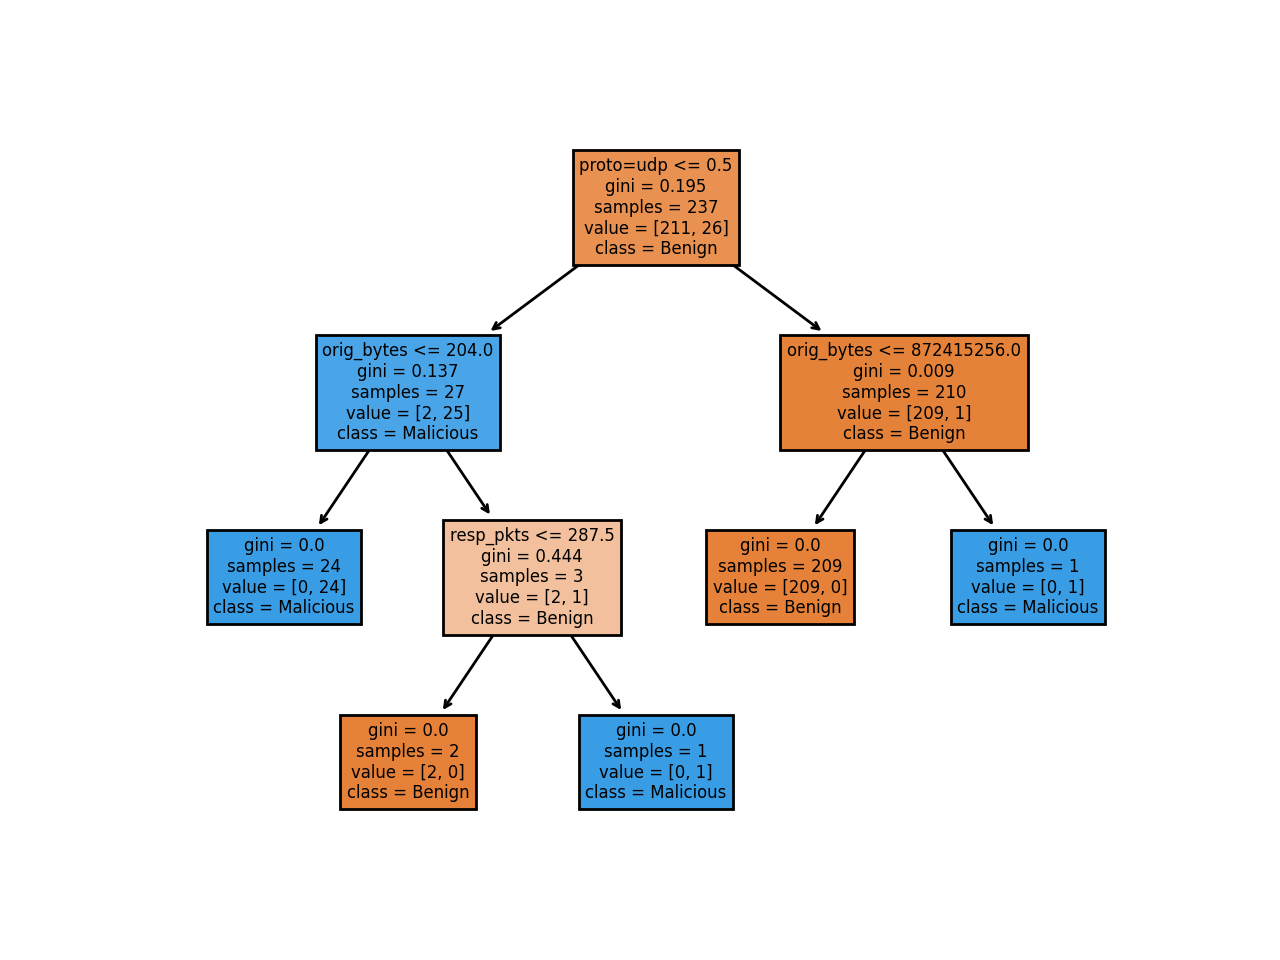 proto=udp <= 0.5
gini = 0.195
samples = 237
value = [211, 26]
class = Benign
orig_bytes <= 204.0
gini = 0.137
samples = 27
value = [2, 25]
class = Malicious
orig_bytes <= 872415256.0
gini = 0.009
samples = 210
value = [209, 1]
class = Benign
gini = 0.0
samples = 24
value = [0, 24]
class = Malicious
resp_pkts <= 287.5
gini = 0.444
samples = 3
value = [2, 1]
class = Benign
gini = 0.0
samples = 209
value = [209, 0]
class = Benign
gini = 0.0
samples = 1
value = [0, 1]
class = Malicious
gini = 0.0
samples = 2
value = [2, 0]
class = Benign
gini = 0.0
samples = 1
value = [0, 1]
class = Malicious